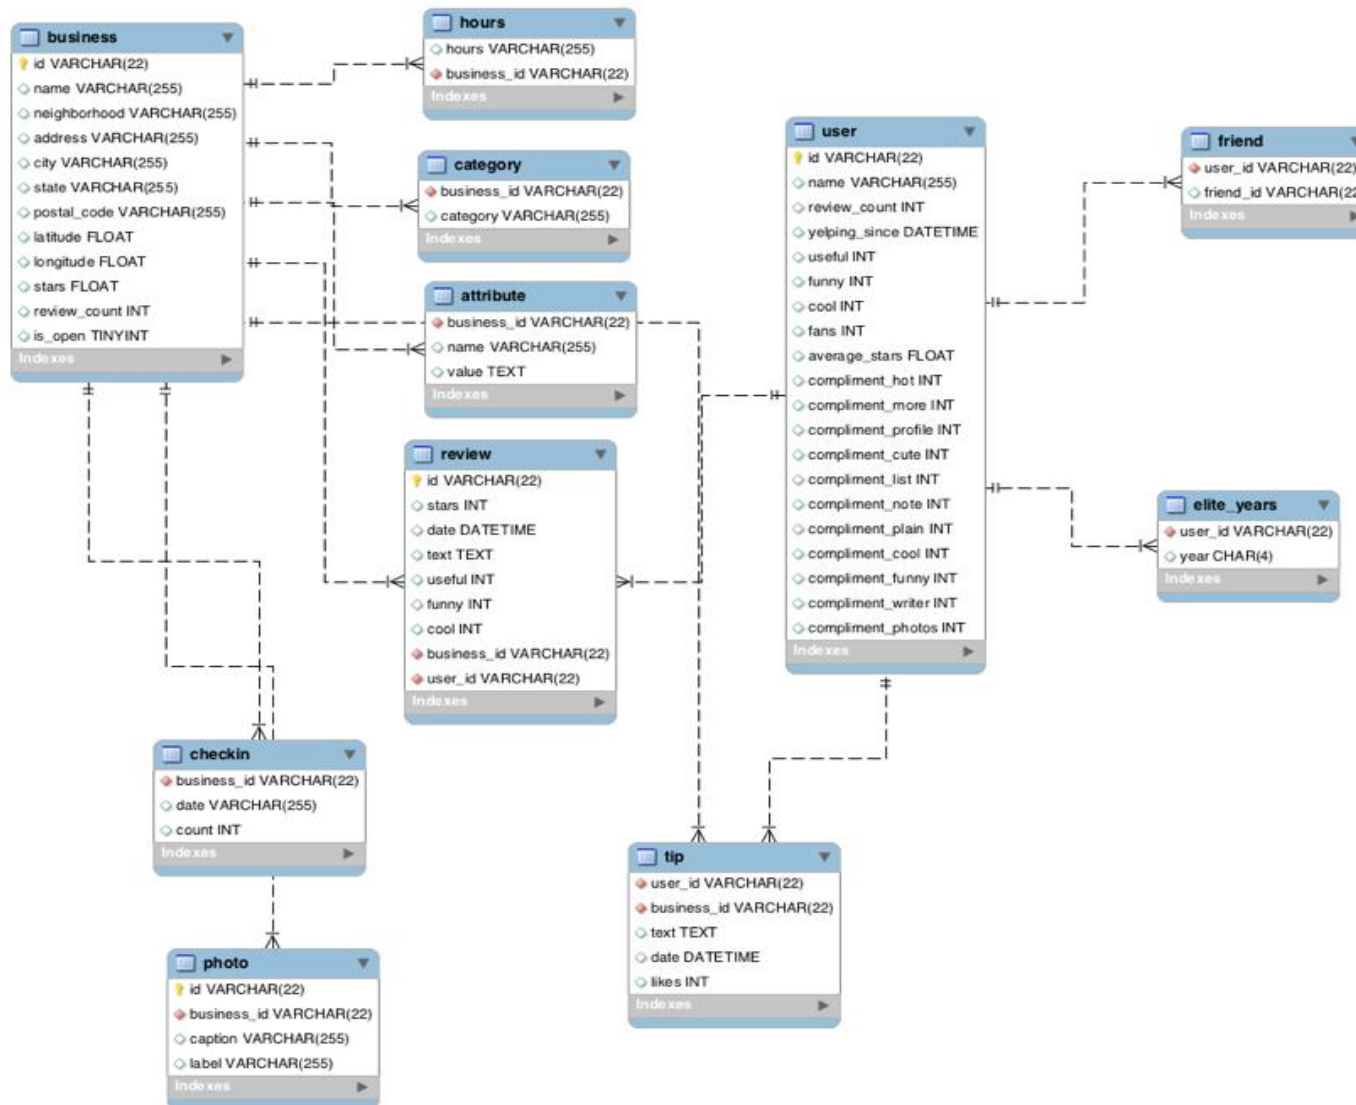 business
id VARCHAR(22)
name VARCHAR(255)
neighborhood VARCHAR(255)
address VARCHAR(255)
city VARCHAR(255)
state VARCHAR(255)
postal_code VARCHAR(255)
latitude FLOAT
longitude FLOAT
stars FLOAT
review_count INT
is_open TINYINT
Indexes
hours
hours VARCHAR(255)
business_id VARCHAR(22)
Indexes
category
business_id VARCHAR(22)
category VARCHAR(255)
Indexes
attribute
business_id VARCHAR(22)
name VARCHAR(255)
value TEXT
Indexes
review
id VARCHAR(22)
stars INT
date DATETIME
text TEXT
useful INT
funny INT
cool INT
business_id VARCHAR(22)
user_id VARCHAR(22)
Indexes
user
id VARCHAR(22)
name VARCHAR(255)
review_count INT
yelping_since DATETIME
useful INT
funny INT
cool INT
fans INT
average_stars FLOAT
compliment_hot INT
compliment_more INT
compliment_profile INT
compliment_cute INT
compliment_list INT
compliment_note INT
compliment_plain INT
compliment_cool INT
compliment_funny INT
compliment_writer INT
compliment_photos INT
Indexes
friend
user_id VARCHAR(22)
friend_id VARCHAR(22
Indexes
elite_years
user_id VARCHAR(22)
year CHAR(4)
Indexes
checkin
business_id VARCHAR(22)
date VARCHAR(255)
count INT
Indexes
photo
id VARCHAR(22)
business_id VARCHAR(22)
caption VARCHAR(255)
label VARCHAR(255)
Indexes
tip
user_id VARCHAR(22)
business_id VARCHAR(22)
text TEXT
date DATETIME
likes INT
Indexes